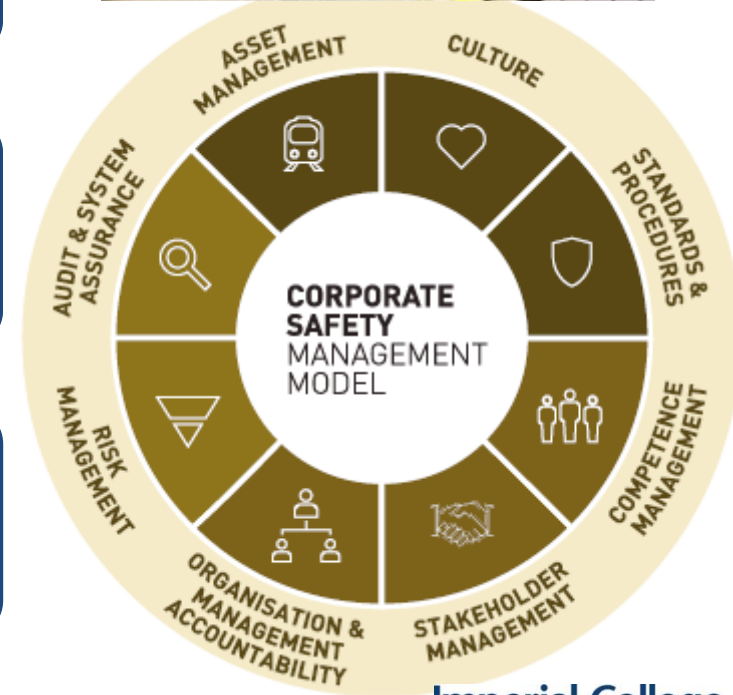 ASSET
MANAGEMENT
CULTURE
STANDARDS &
PROCEDURES
COMPETENCE
MANAGEMENT
STAKEHOLDER
MANAGEMENT
ORGANISATION &
MANAGEMENT
ACCOUNTABILITY
RISK
MANAGEMENT
AUDIT & SYSTEM
ASSURANCE
CORPORATE
SAFETY
MANAGEMENT
MODEL
Imperial College